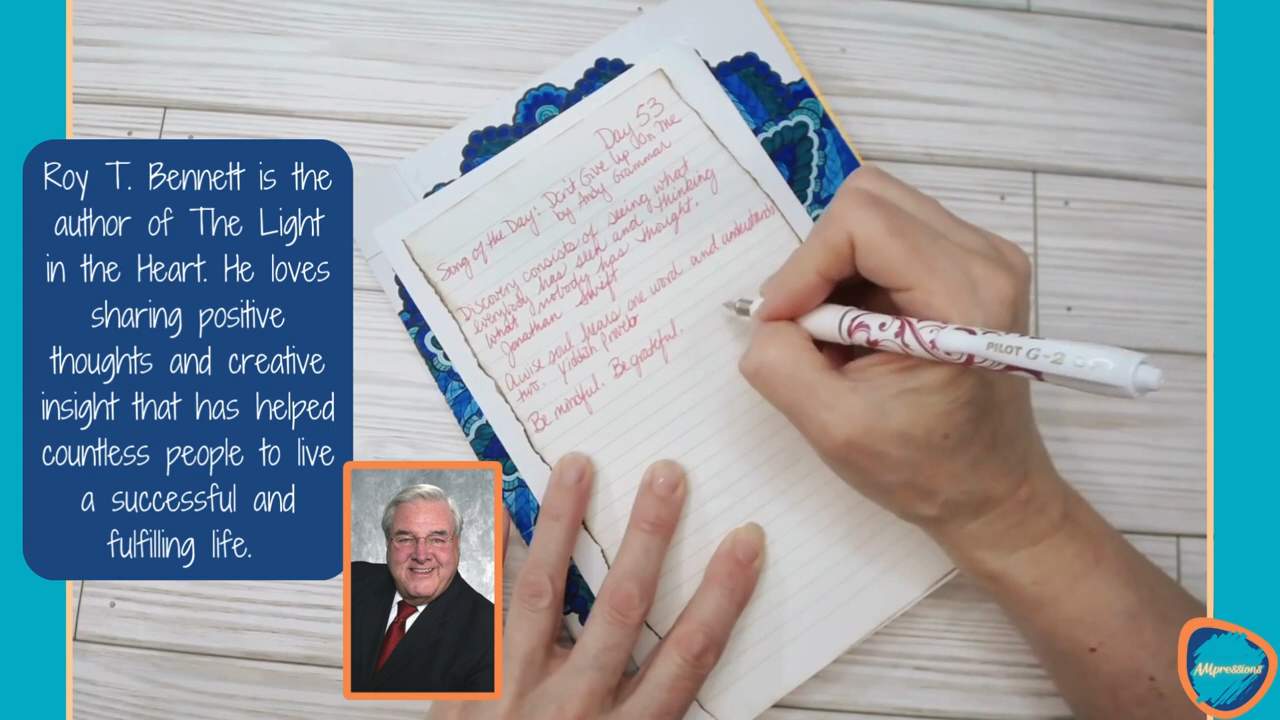 Roy T. Bennett is the
author of The Light
in the Heart. He loves
sharing positive
thoughts and creative
insight that has helped
countless people to live
a successful and
fulfilling life.
Day 53
Song of the Day: Don't Give Up On Me
by Andy Grammar
Discovery consists of seeing what
everybody has seen and thinking
what nobody has thought.
Jonathan Swift
A wise soul hears one word and understands
two. Yiddish Proverb
Be mindful. Be grateful.
PILOT G-2
AMpressions